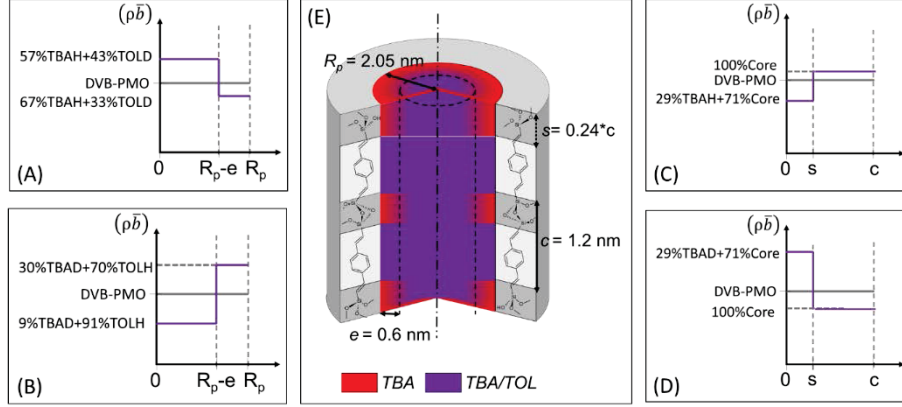 (A)
(ρb̄)
57%TBAH+43%TOLD
DVB-PMO
67%TBAH+33%TOLD
0
Rₚ-e
Rₚ
(B)
(ρb̄)
30%TBAD+70%TOLH
DVB-PMO
9%TBAD+91%TOLH
0
Rₚ-e
Rₚ
(E)
Rₚ = 2.05 nm
s=0.24*c
c = 1.2 nm
e = 0.6 nm
TBA
TBA/TOL
(C)
(ρb̄)
100%Core
DVB-PMO
29%TBAH+71%Core
0
s
c
(D)
(ρb̄)
29%TBAD+71%Core
DVB-PMO
100%Core
0
s
c